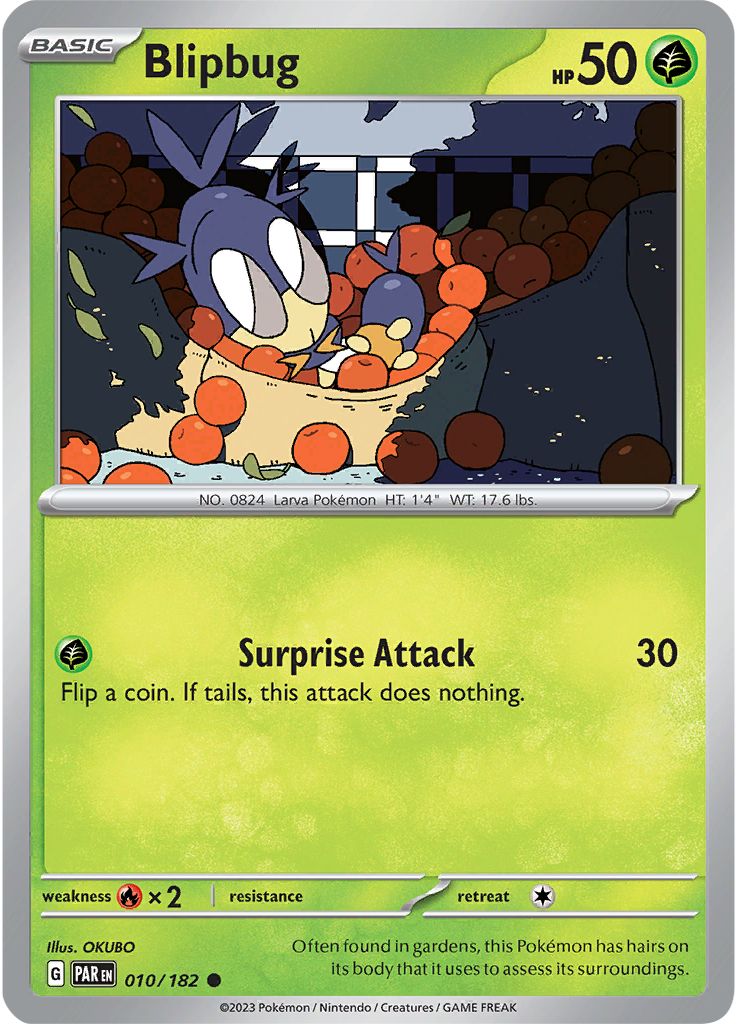 BASIC Blipbug HP 50
NO. 0824 Larva Pokémon HT: 1'4" WT: 17.6 lbs.
Surprise Attack 30
Flip a coin. If tails, this attack does nothing.
weakness ×2 resistance retreat
Illus. OKUBO
Often found in gardens, this Pokémon has hairs on
its body that it uses to assess its surroundings.
G PAR EN 010/182
©2023 Pokémon / Nintendo / Creatures / GAME FREAK